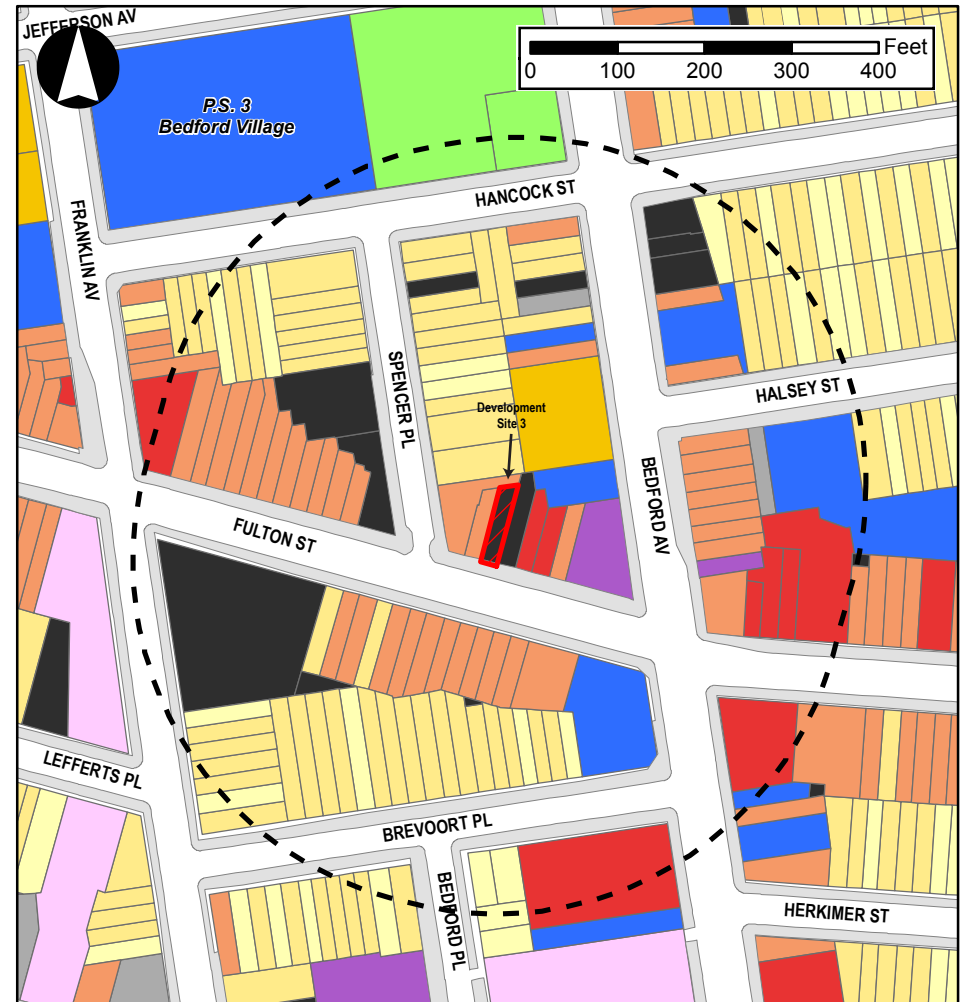 JEFFERSON AV
Feet
0 100 200 300 400
P.S. 3
Bedford Village
HANCOCK ST
FRANKLIN AV
SPENCER PL
HALSEY ST
Development
Site 3
BEDFORD AV
FULTON ST
LEFFERTS PL
BREVOORT PL
BEDFORD PL
HERKIMER ST